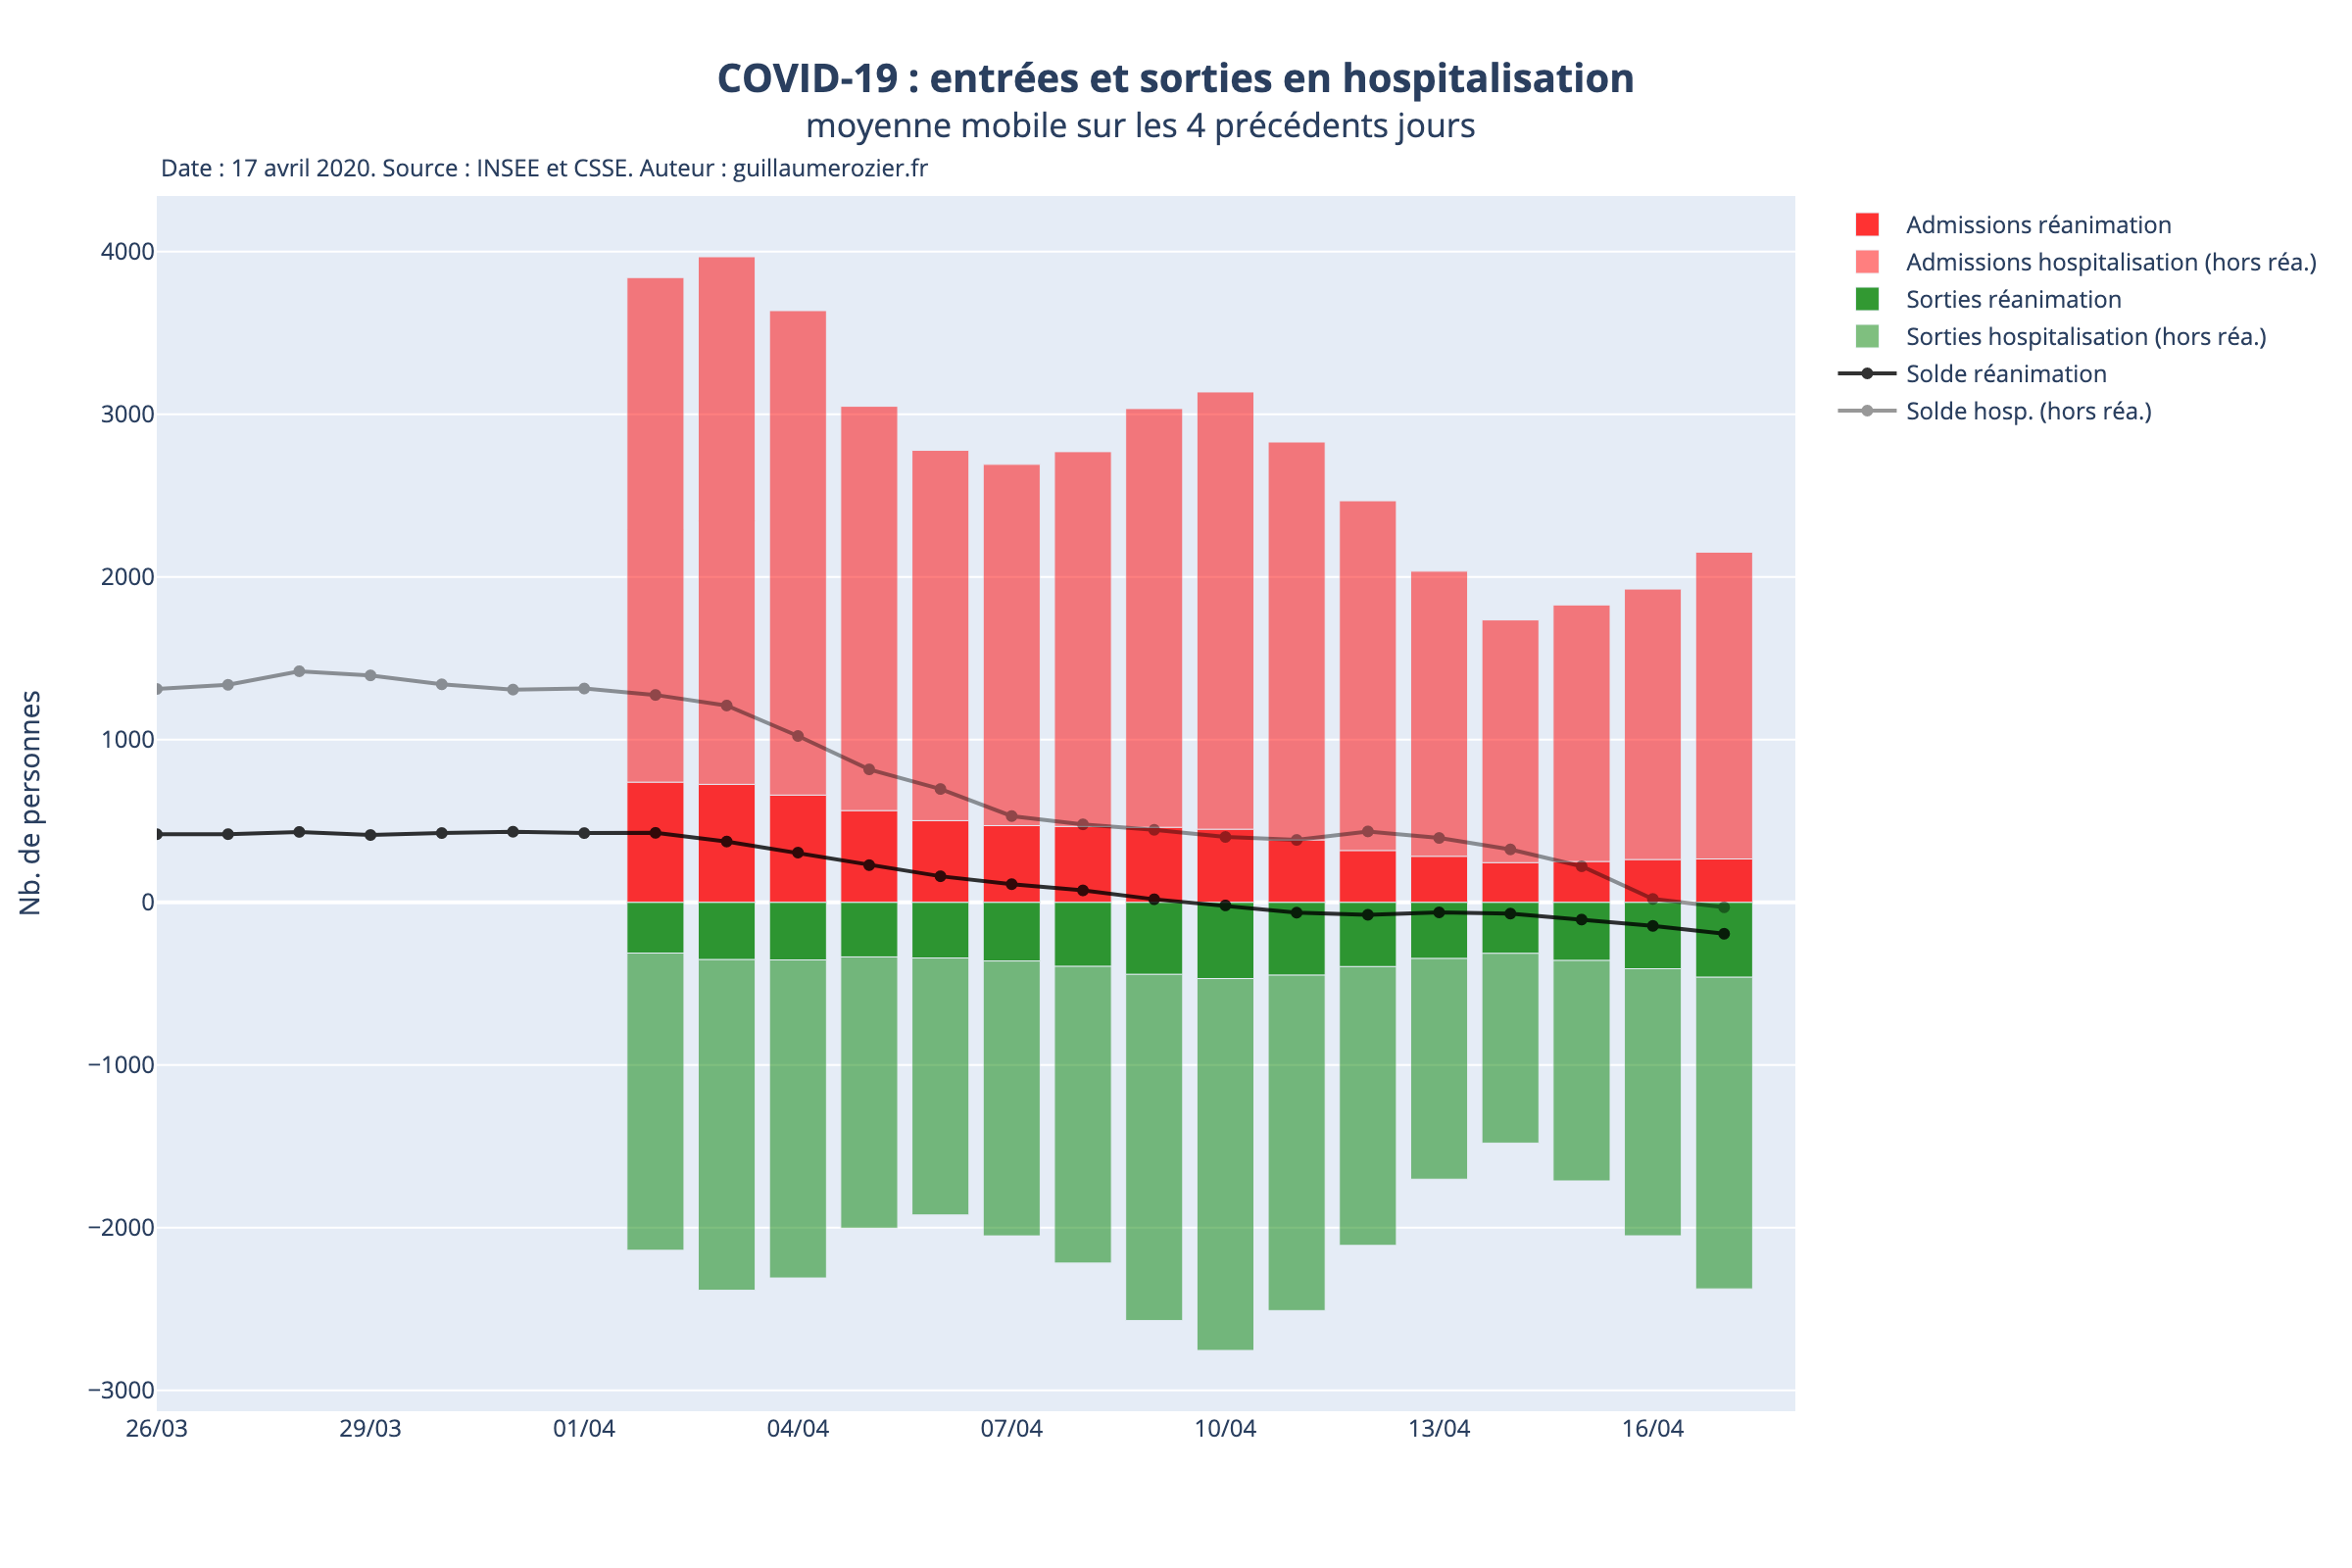 COVID-19 : entrées et sorties en hospitalisation
moyenne mobile sur les 4 précédents jours
Date : 17 avril 2020. Source : INSEE et CSSE. Auteur : guillaumerozier.fr
Admissions réanimation
Admissions hospitalisation (hors réa.)
Sorties réanimation
Sorties hospitalisation (hors réa.)
Solde réanimation
Solde hosp. (hors réa.)
Nb. de personnes
4000
3000
2000
1000
0
−1000
−2000
−3000
26/03 29/03 01/04 04/04 07/04 10/04 13/04 16/04